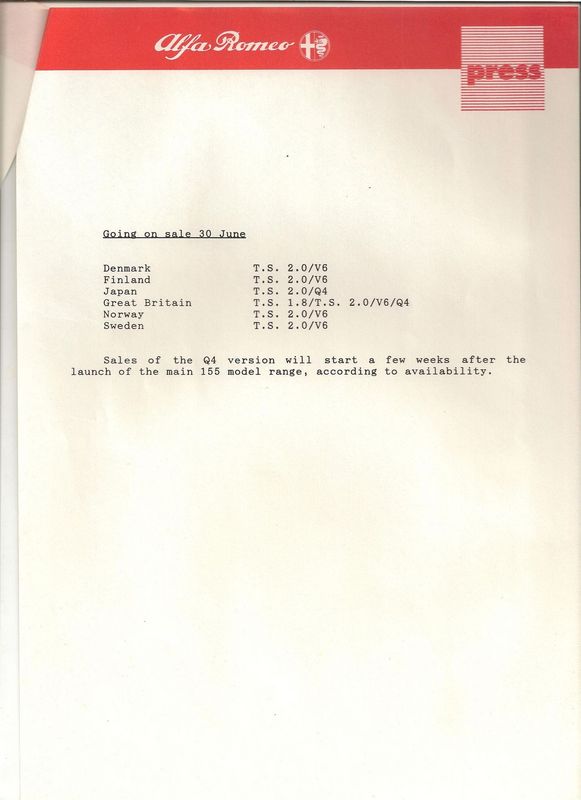 Alfa Romeo
press
Going on sale 30 June
Denmark T.S. 2.0/V6
Finland T.S. 2.0/V6
Japan T.S. 2.0/Q4
Great Britain T.S. 1.8/T.S. 2.0/V6/Q4
Norway T.S. 2.0/V6
Sweden T.S. 2.0/V6
Sales of the Q4 version will start a few weeks after the
launch of the main 155 model range, according to availability.